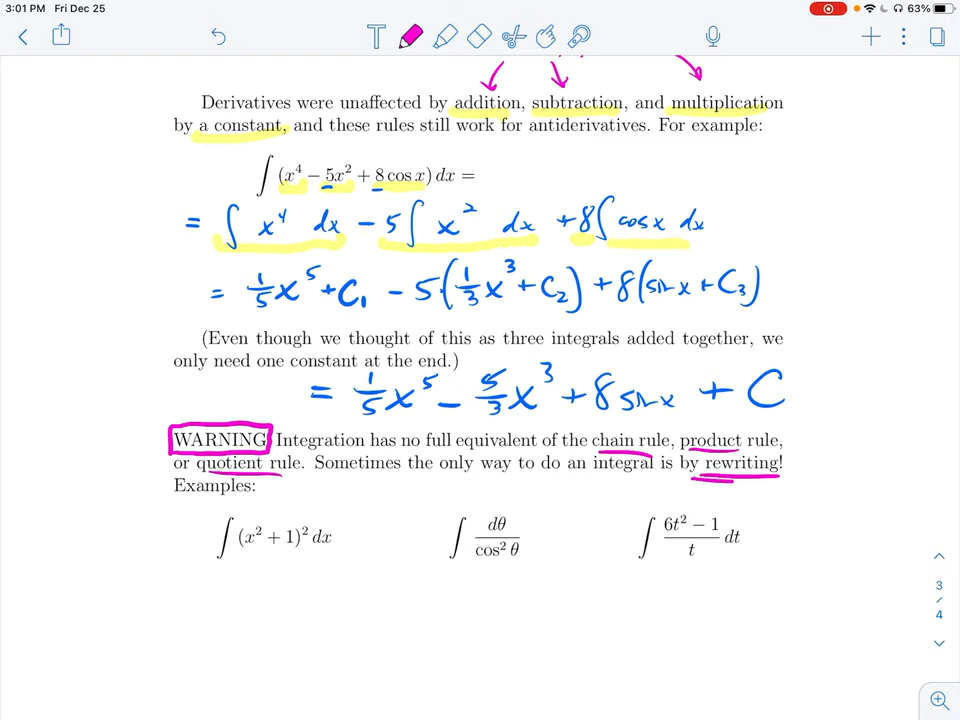 3:01 PM Fri Dec 25
63%
Derivatives were unaffected by addition, subtraction, and multiplication
by a constant, and these rules still work for antiderivatives. For example:
∫ (x⁴ − 5x² + 8 cos x) dx =
= ∫ x⁴ dx − 5 ∫ x² dx + 8 ∫ cos x dx
= 1/5 x⁵ + C₁ − 5 · (1/3 x³ + C₂) + 8 (sin x + C₃)
(Even though we thought of this as three integrals added together, we
only need one constant at the end.)
= 1/5 x⁵ − 5/3 x³ + 8 sin x + C
WARNING Integration has no full equivalent of the chain rule, product rule,
or quotient rule. Sometimes the only way to do an integral is by rewriting!
Examples:
∫ (x² + 1)² dx ∫ dθ / cos² θ ∫ (6t² − 1) / t dt
3
/
4